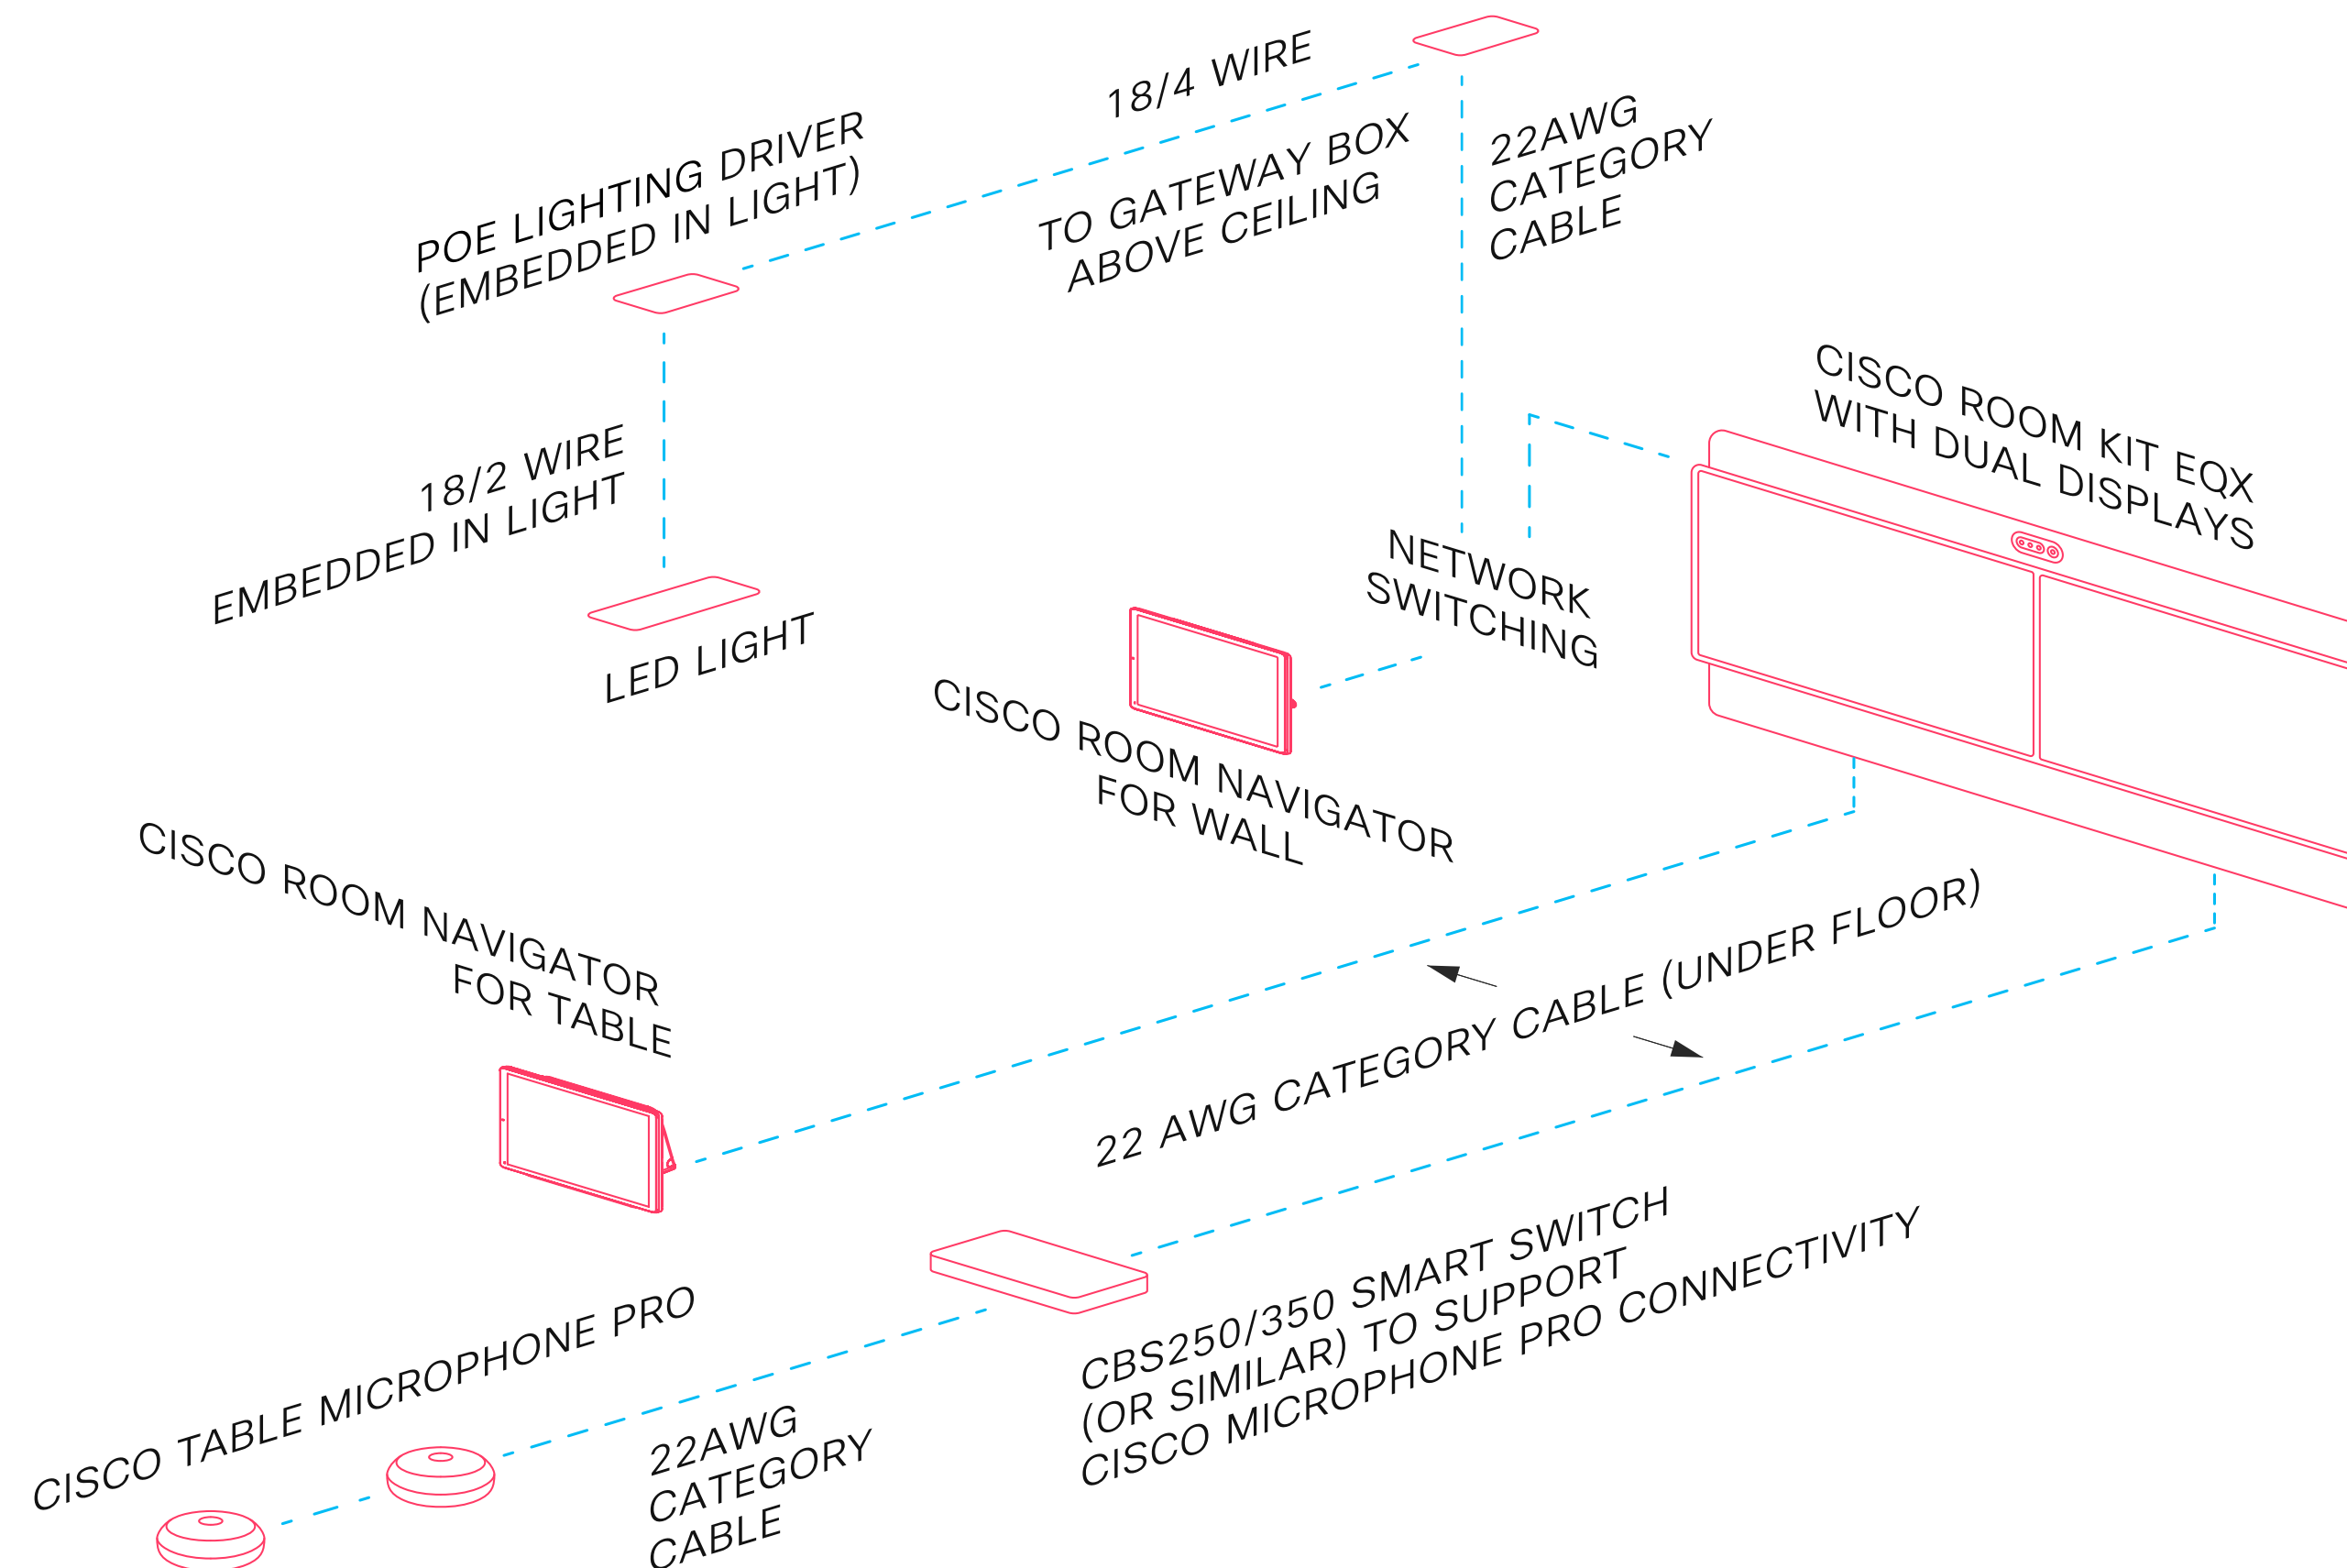 18/4 WIRE
TO GATEWAY BOX
ABOVE CEILING
22AWG
CATEGORY
CABLE
POE LIGHTING DRIVER
(EMBEDDED IN LIGHT)
18/2 WIRE
EMBEDDED IN LIGHT
LED LIGHT
CISCO ROOM KIT EQX
WITH DUAL DISPLAYS
NETWORK
SWITCHING
CISCO ROOM NAVIGATOR
FOR WALL
CISCO ROOM NAVIGATOR
FOR TABLE
22 AWG CATEGORY CABLE (UNDER FLOOR)
CBS250/350 SMART SWITCH
(OR SIMILAR) TO SUPPORT
CISCO MICROPHONE PRO CONNECTIVITY
CISCO TABLE MICROPHONE PRO
22AWG
CATEGORY
CABLE